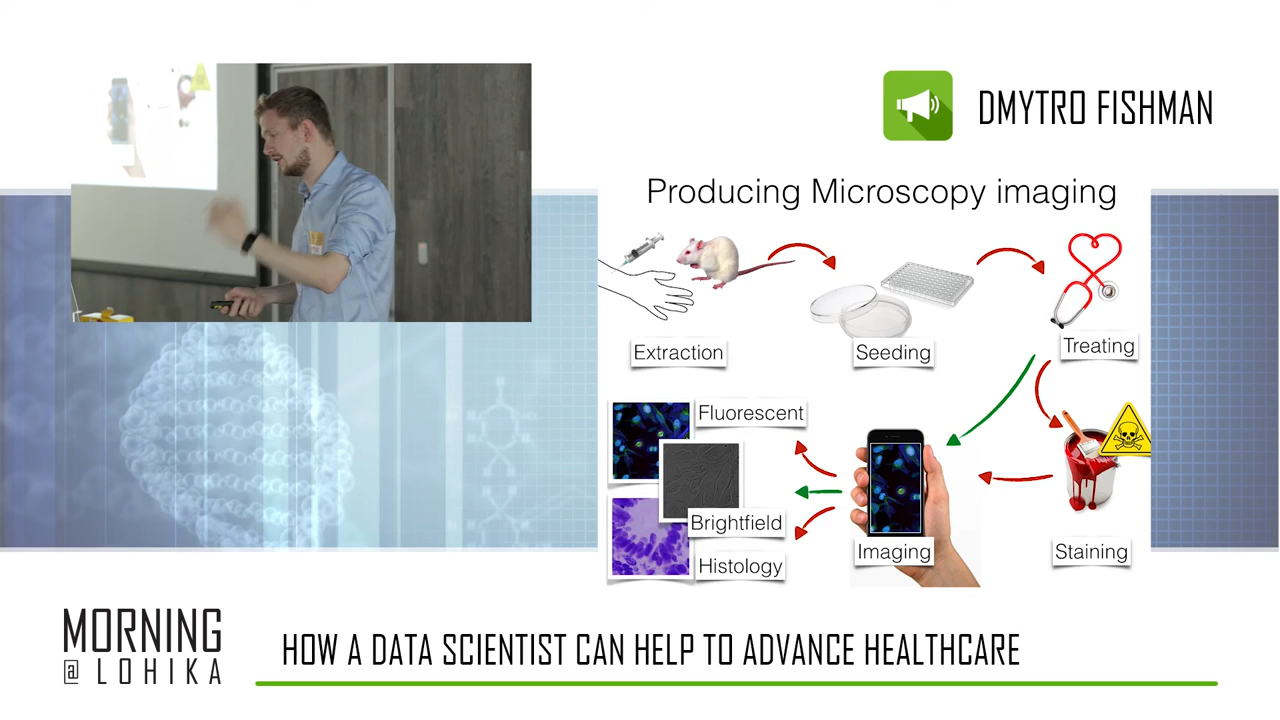 DMYTRO FISHMAN
Producing Microscopy imaging
Extraction
Seeding
Treating
Fluorescent
Brightfield
Histology
Imaging
Staining
MORNING
@ LOHIKA
HOW A DATA SCIENTIST CAN HELP TO ADVANCE HEALTHCARE